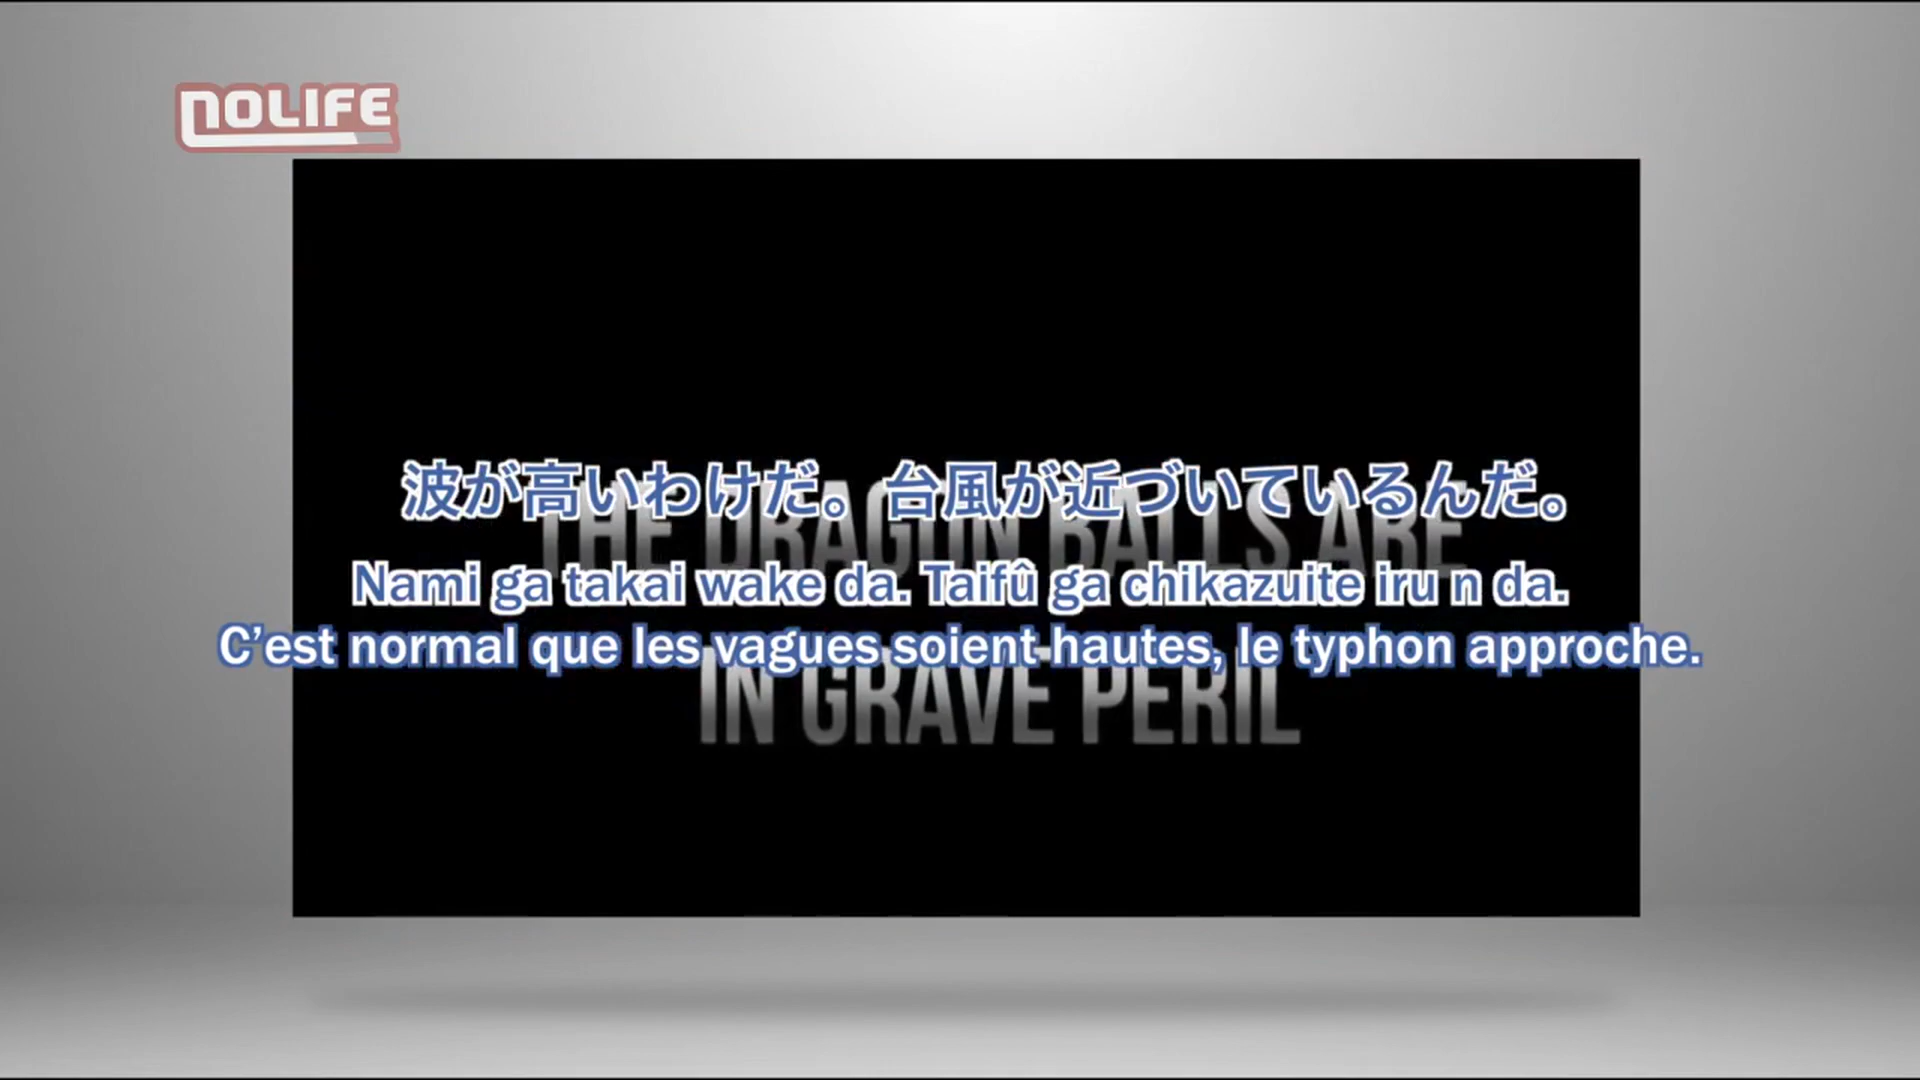 NOLIFE
波が高いわけだ。台風が近づいているんだ。
THE DRAGON BALLS ARE
Nami ga takai wake da. Taifû ga chikazuite iru n da.
C'est normal que les vagues soient hautes, le typhon approche.
IN GRAVE PERIL